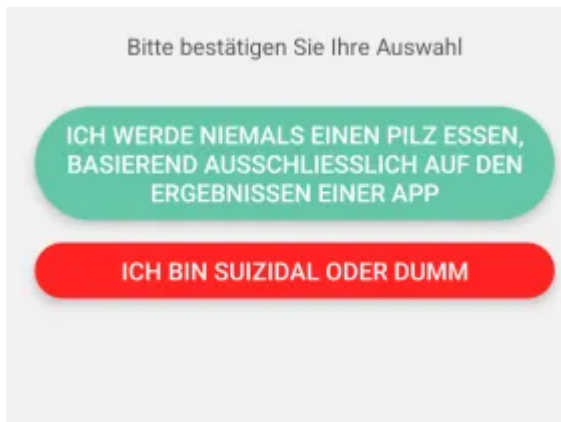 Bitte bestätigen Sie Ihre Auswahl
ICH WERDE NIEMALS EINEN PILZ ESSEN,
BASIEREND AUSSCHLIESSLICH AUF DEN
ERGEBNISSEN EINER APP
ICH BIN SUIZIDAL ODER DUMM